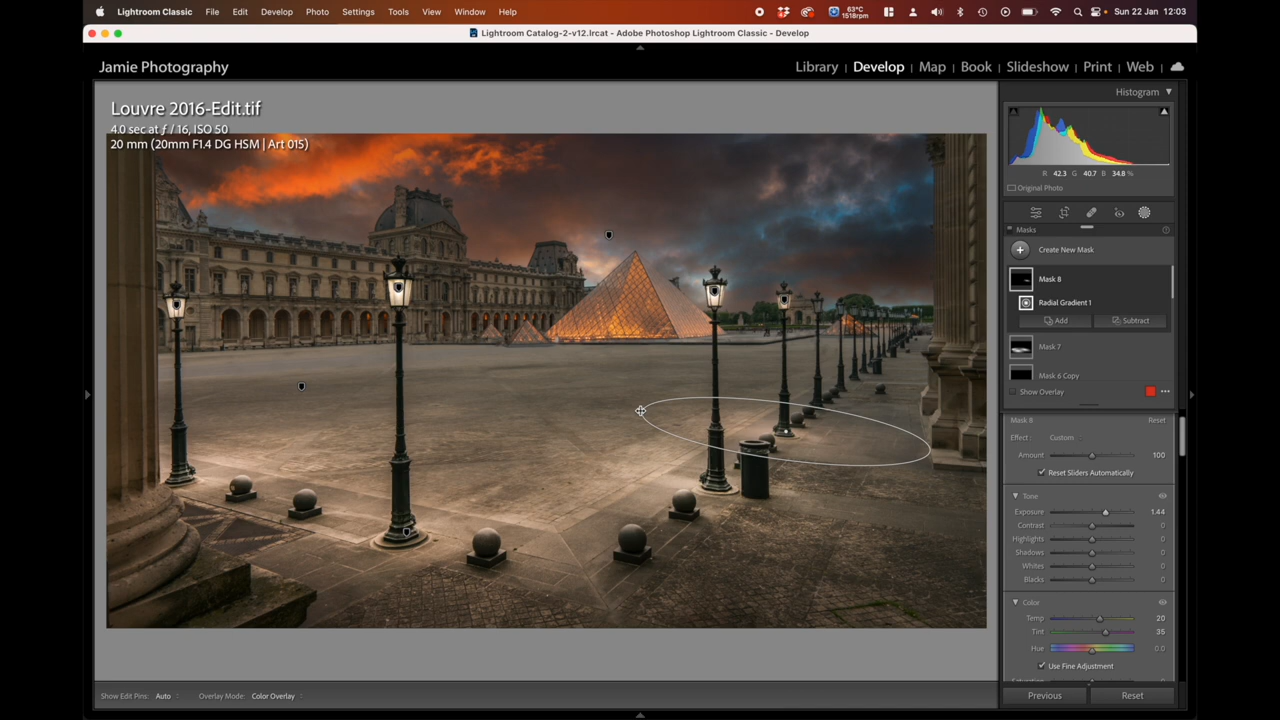 Lightroom Classic File Edit Develop Photo Settings Tools View Window Help 63°C 1518rpm Sun 22 Jan 12:03
Lightroom Catalog-2-v12.lrcat - Adobe Photoshop Lightroom Classic - Develop
Jamie Photography
Library | Develop | Map | Book | Slideshow | Print | Web
Histogram
Louvre 2016-Edit.tif
4.0 sec at ƒ / 16, ISO 50
20 mm (20mm F1.4 DG HSM | Art 015)
R 42.3 G 40.7 B 34.8 %
Original Photo
Masks
Create New Mask
Mask 8
Radial Gradient 1
Add Subtract
Mask 7
Mask 6 Copy
Show Overlay
Mask 8 Reset
Effect : Custom
Amount 100
Reset Sliders Automatically
Tone
Exposure 1.44
Contrast 0
Highlights 0
Shadows 0
Whites 0
Blacks 0
Color
Temp 20
Tint 35
Hue 0.0
Use Fine Adjustment
Show Edit Pins: Auto Overlay Mode: Color Overlay
Previous Reset